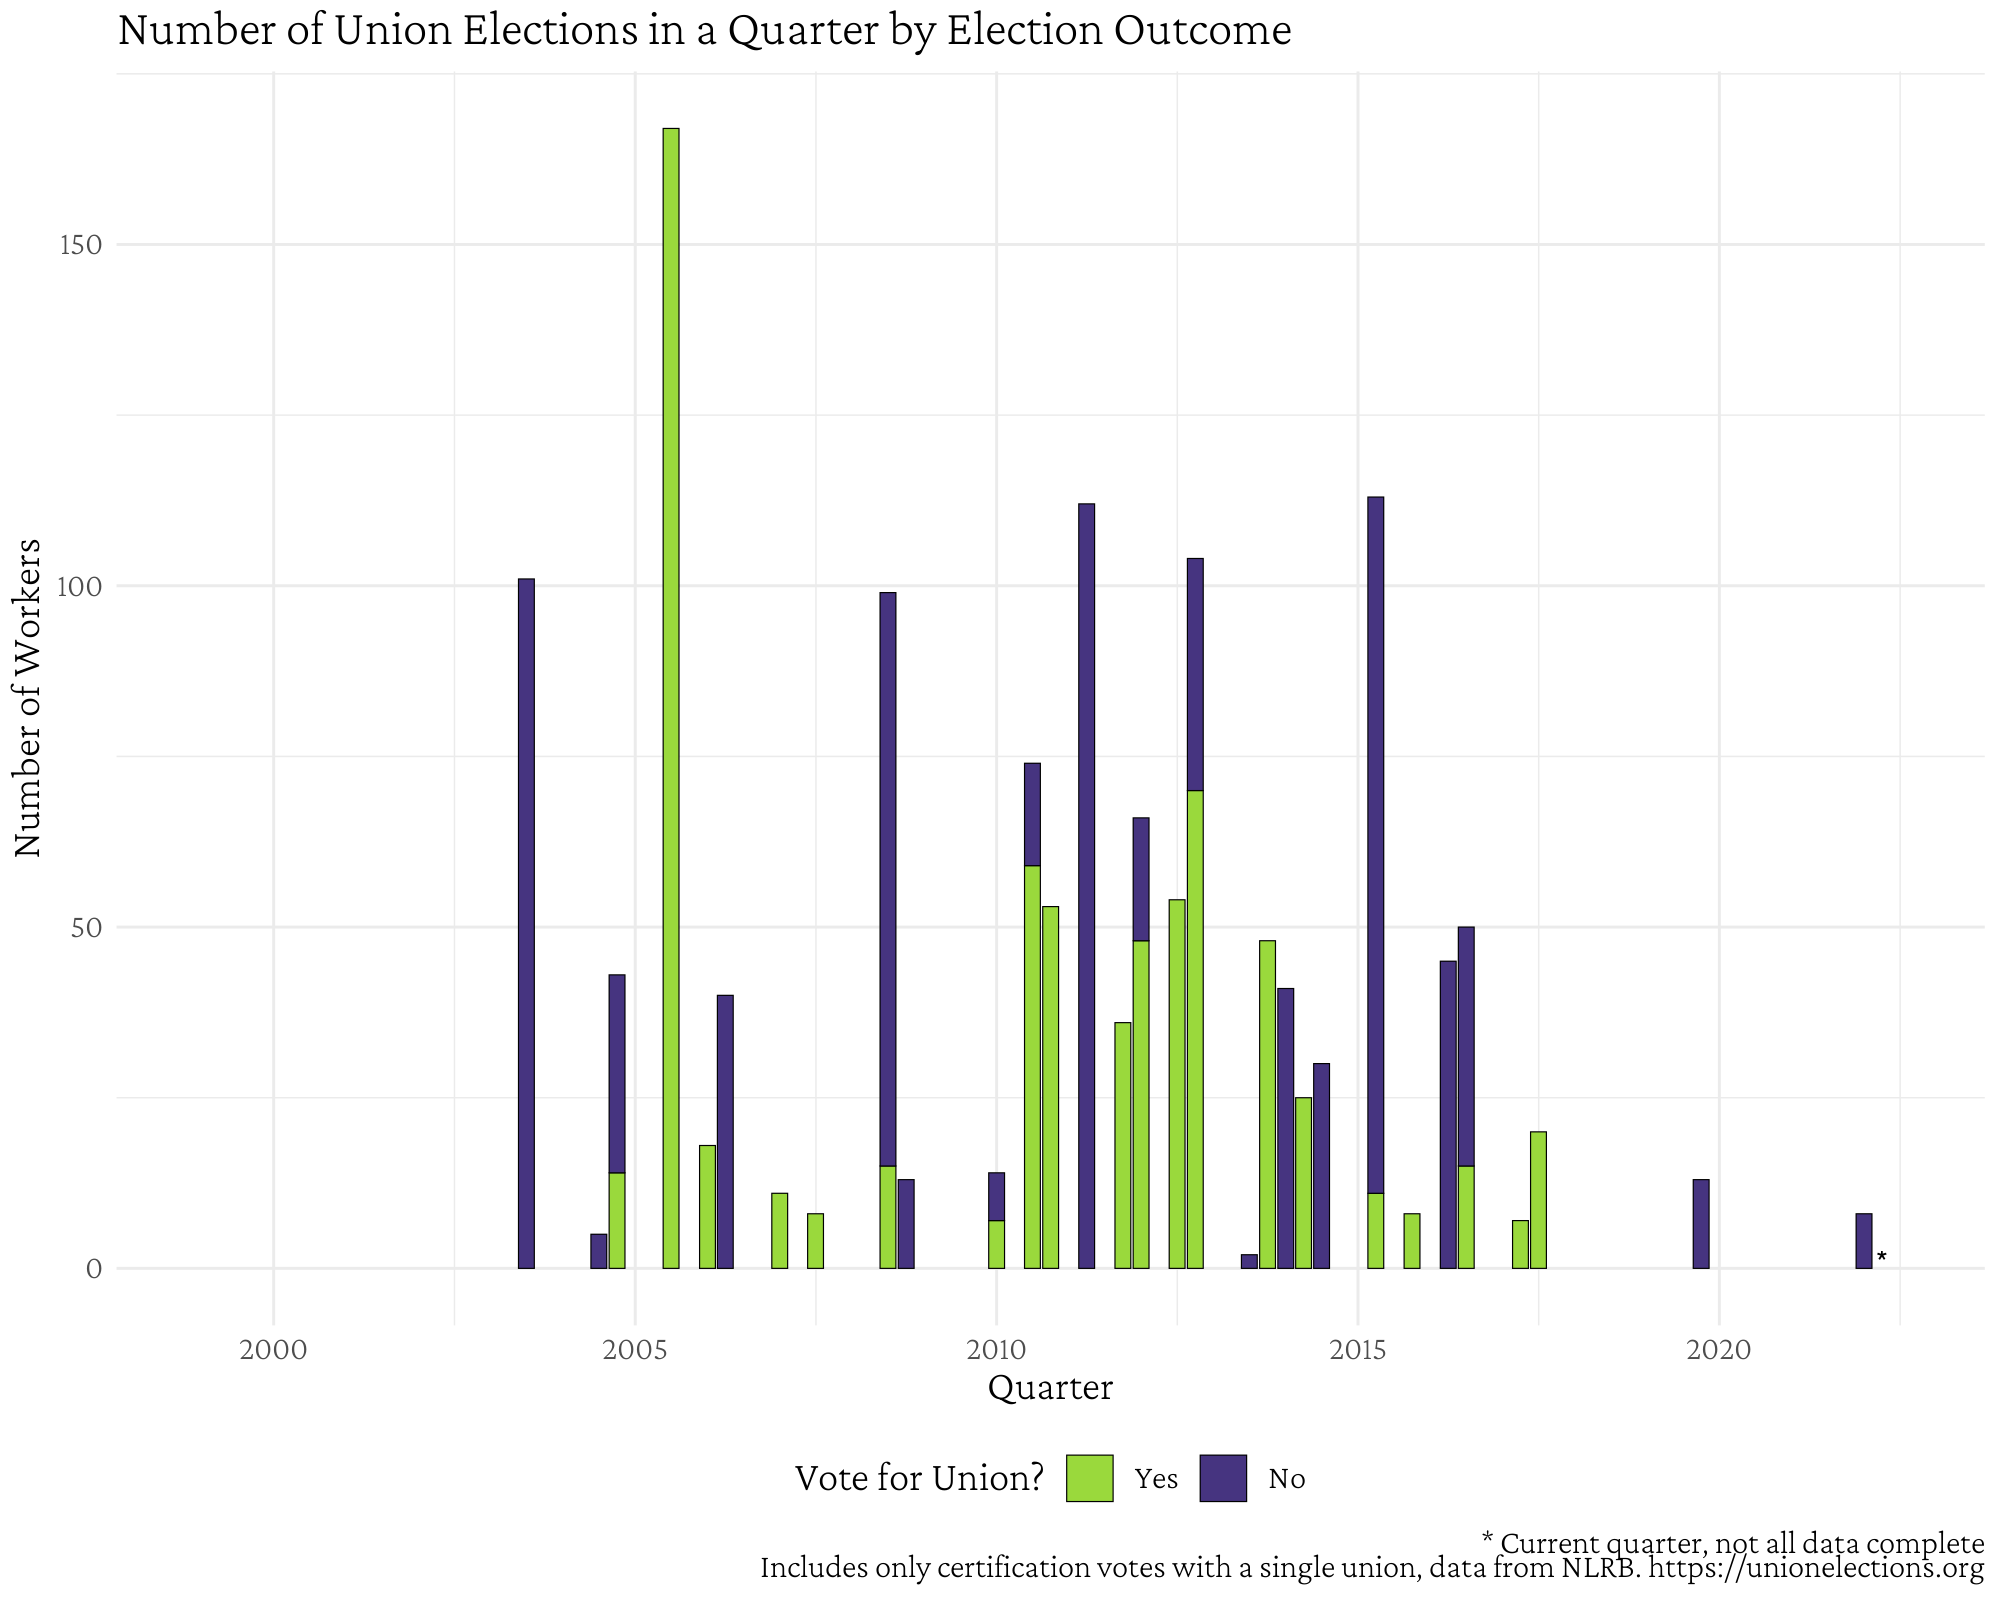 Number of Union Elections in a Quarter by Election Outcome
Number of Workers
150
100
50
0
2000 2005 2010 2015 2020
*
Quarter
Vote for Union? Yes No
* Current quarter, not all data complete
Includes only certification votes with a single union, data from NLRB. https://unionelections.org